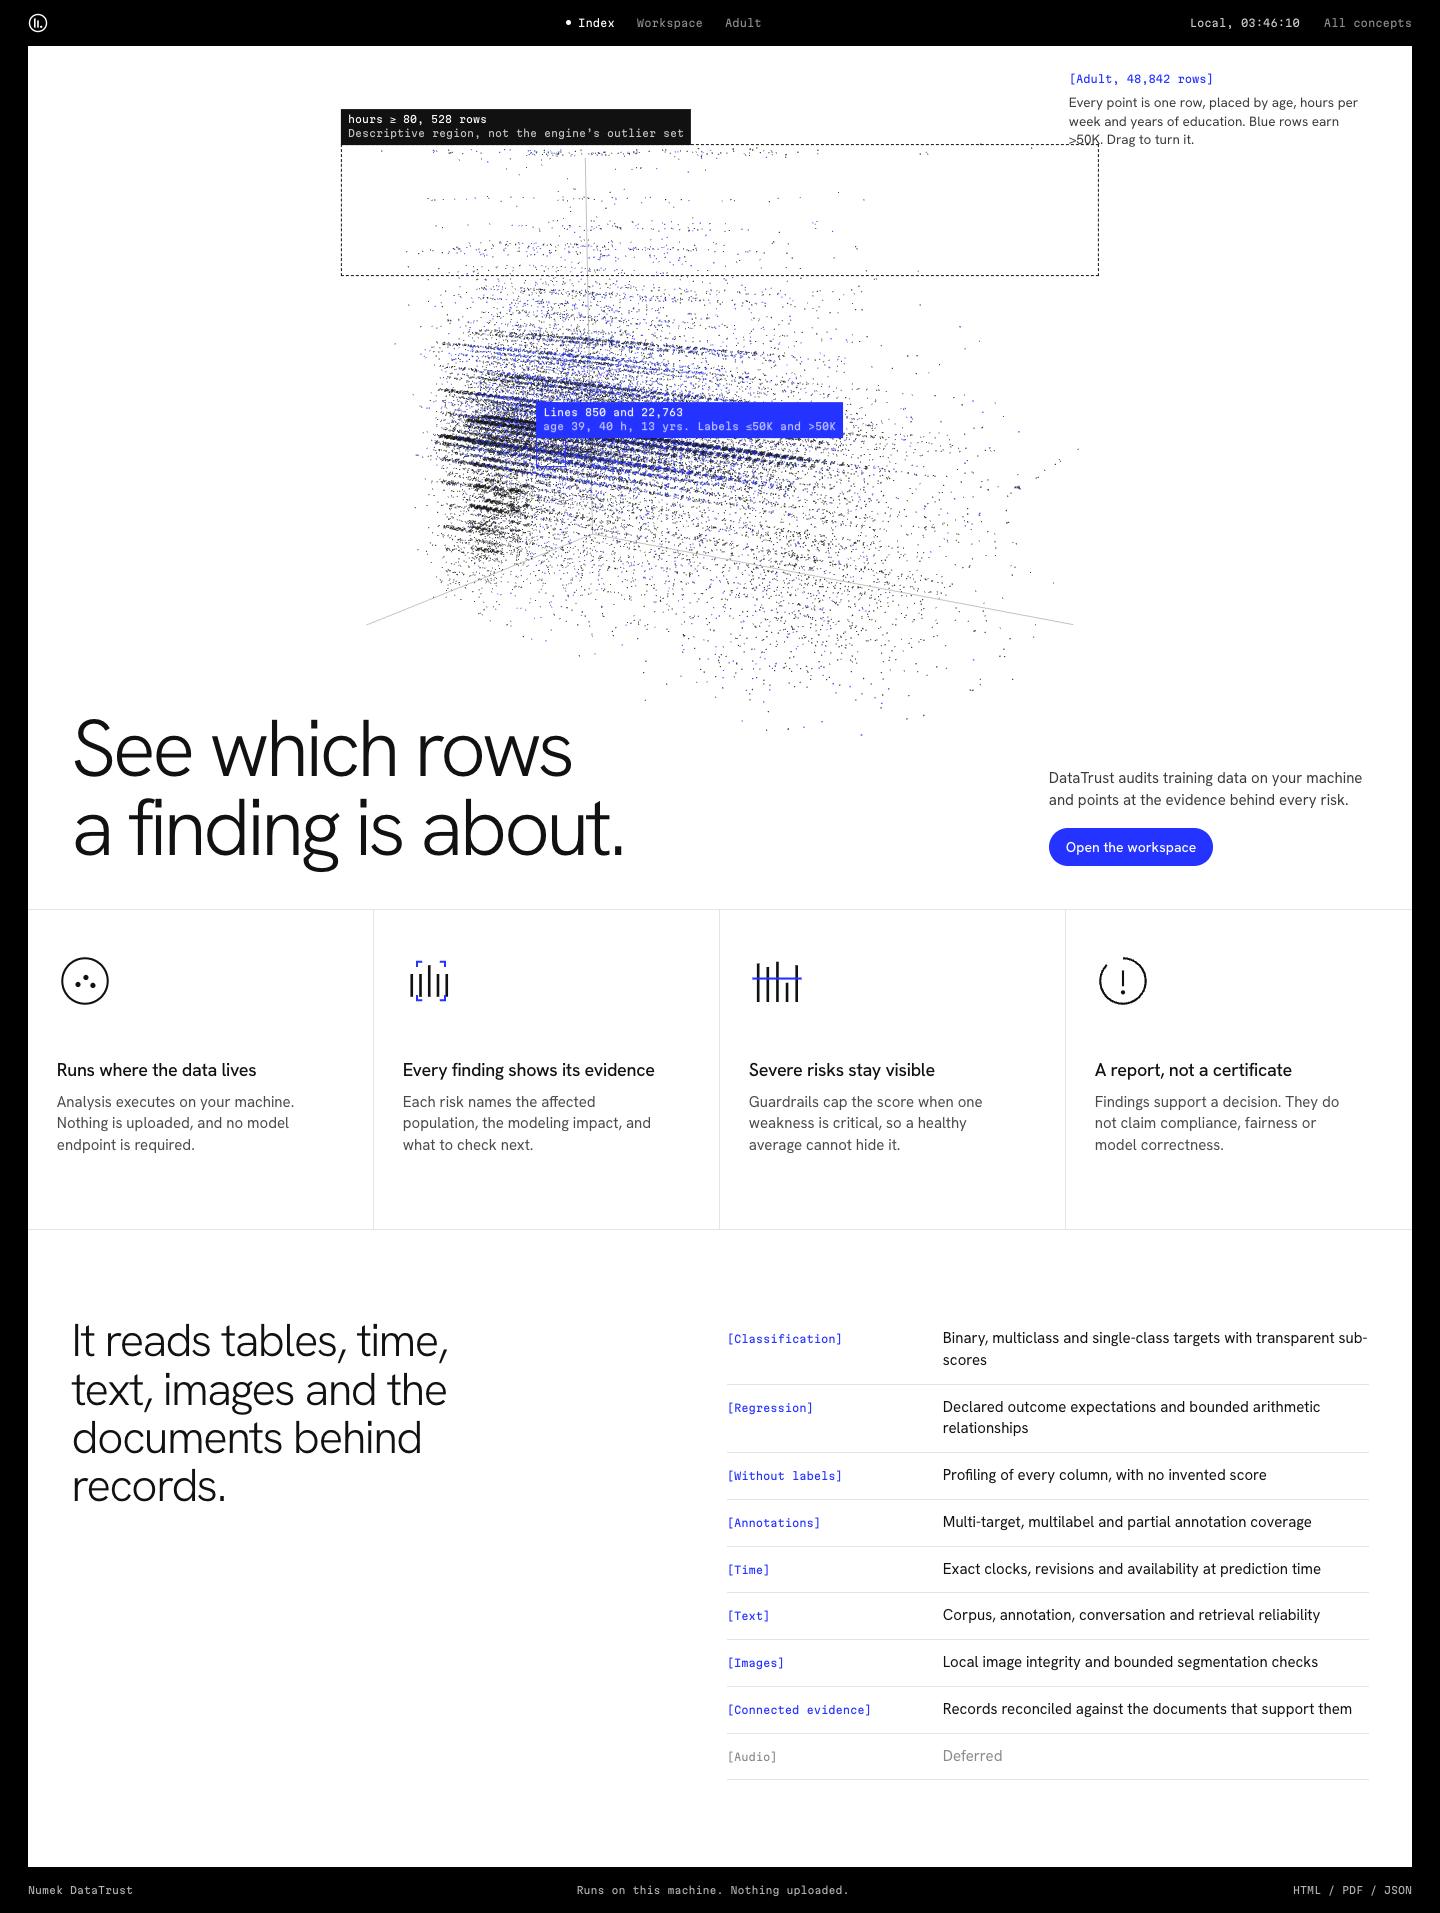 Index
Workspace
Adult
Local, 03:46:10
All concepts
[Adult, 48,842 rows]
Every point is one row, placed by age, hours per
week and years of education. Blue rows earn
>50K. Drag to turn it.
hours ≥ 80, 528 rows
Descriptive region, not the engine's outlier set
Lines 850 and 22,763
age 39, 40 h, 13 yrs. Labels ≤50K and >50K
See which rows
a finding is about.
DataTrust audits training data on your machine
and points at the evidence behind every risk.
Open the workspace
Runs where the data lives
Analysis executes on your machine.
Nothing is uploaded, and no model
endpoint is required.
Every finding shows its evidence
Each risk names the affected
population, the modeling impact, and
what to check next.
Severe risks stay visible
Guardrails cap the score when one
weakness is critical, so a healthy
average cannot hide it.
A report, not a certificate
Findings support a decision. They do
not claim compliance, fairness or
model correctness.
It reads tables, time,
text, images and the
documents behind
records.
[Classification]
Binary, multiclass and single-class targets with transparent sub-
scores
[Regression]
Declared outcome expectations and bounded arithmetic
relationships
[Without labels]
Profiling of every column, with no invented score
[Annotations]
Multi-target, multilabel and partial annotation coverage
[Time]
Exact clocks, revisions and availability at prediction time
[Text]
Corpus, annotation, conversation and retrieval reliability
[Images]
Local image integrity and bounded segmentation checks
[Connected evidence]
Records reconciled against the documents that support them
[Audio]
Deferred
Numek DataTrust
Runs on this machine. Nothing uploaded.
HTML / PDF / JSON